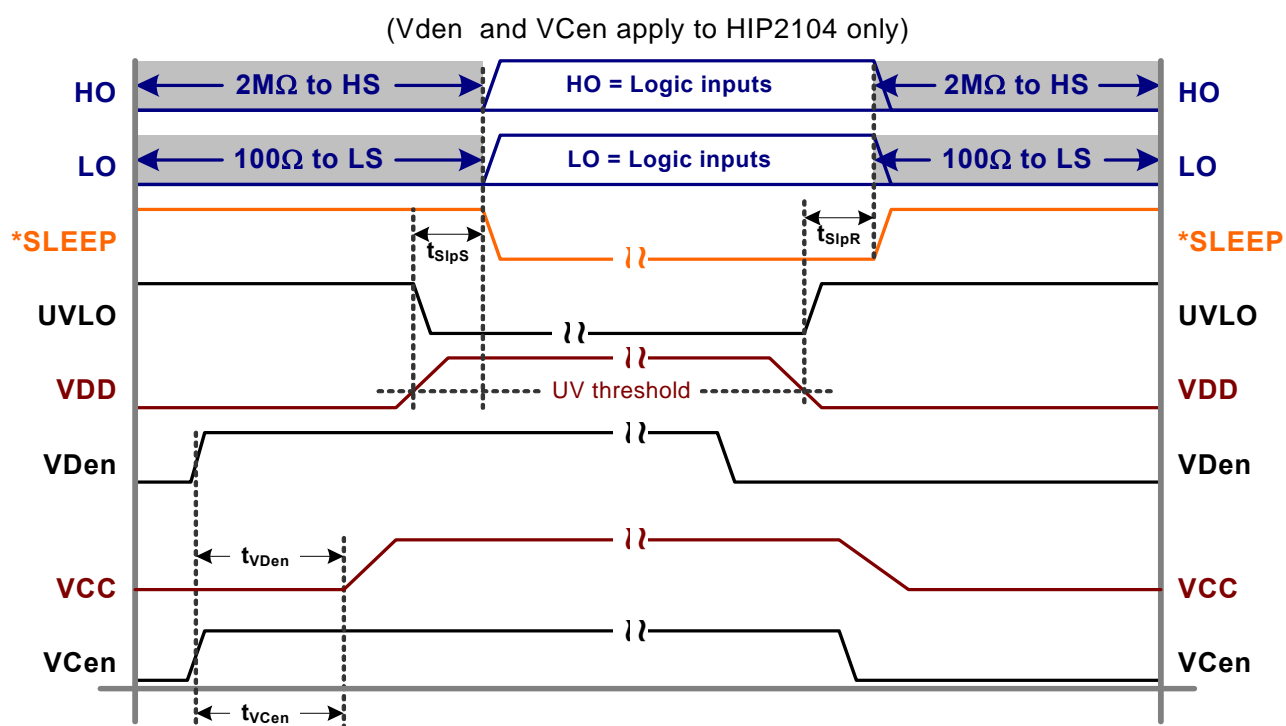 (Vden and VCen apply to HIP2104 only)
HO 2MΩ to HS HO = Logic inputs 2MΩ to HS HO
LO 100Ω to LS LO = Logic inputs 100Ω to LS LO
*SLEEP tSlpS tSlpR *SLEEP
UVLO UVLO
VDD UV threshold VDD
VDen VDen
tVDen
VCC VCC
VCen VCen
tVCen